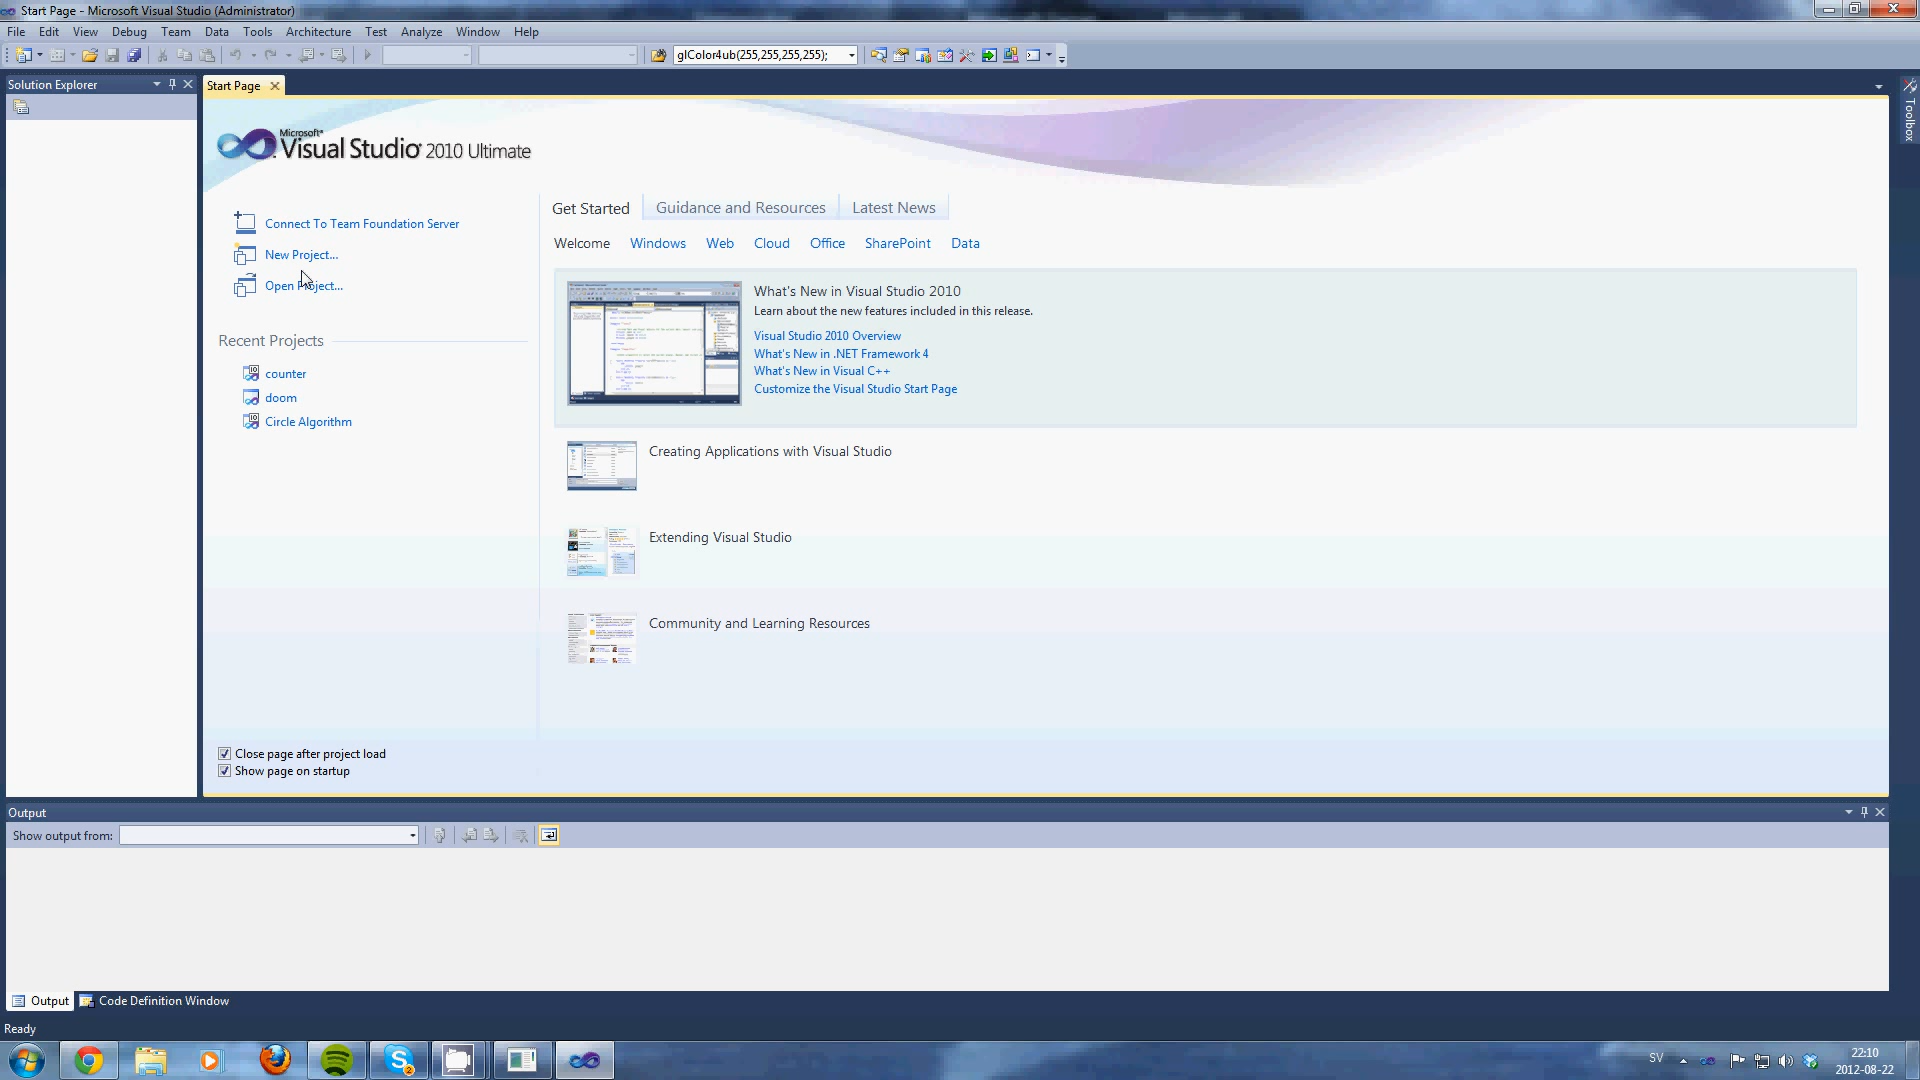 Start Page - Microsoft Visual Studio (Administrator)
File Edit View Debug Team Data Tools Architecture Test Analyze Window Help
glColor4ub(255,255,255,255);
Solution Explorer
Start Page
Toolbox
Microsoft®
Visual Studio® 2010 Ultimate
Connect To Team Foundation Server
New Project...
Open Project...
Recent Projects
counter
doom
Circle Algorithm
Get Started Guidance and Resources Latest News
Welcome Windows Web Cloud Office SharePoint Data
What's New in Visual Studio 2010
Learn about the new features included in this release.
Visual Studio 2010 Overview
What's New in .NET Framework 4
What's New in Visual C++
Customize the Visual Studio Start Page
Creating Applications with Visual Studio
Extending Visual Studio
Community and Learning Resources
Close page after project load
Show page on startup
Output
Show output from:
Output Code Definition Window
Ready
SV
22:10
2012-08-22